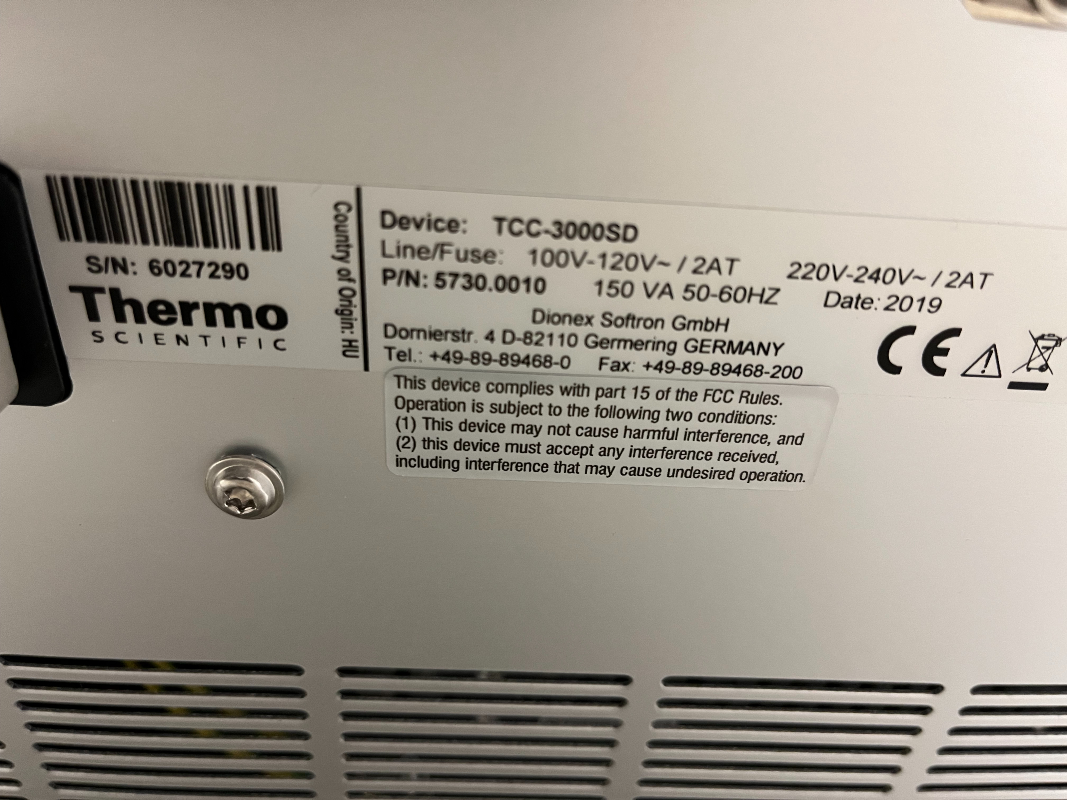 S/N: 6027290
Thermo
SCIENTIFIC
Country of Origin: HU
Device: TCC-3000SD
Line/Fuse: 100V-120V~ / 2AT 220V-240V~ / 2AT
P/N: 5730.0010 150 VA 50-60HZ Date: 2019
Dionex Softron GmbH
Dornierstr. 4 D-82110 Germering GERMANY
Tel.: +49-89-89468-0 Fax: +49-89-89468-200
CE
This device complies with part 15 of the FCC Rules.
Operation is subject to the following two conditions:
(1) This device may not cause harmful interference, and
(2) this device must accept any interference received,
including interference that may cause undesired operation.